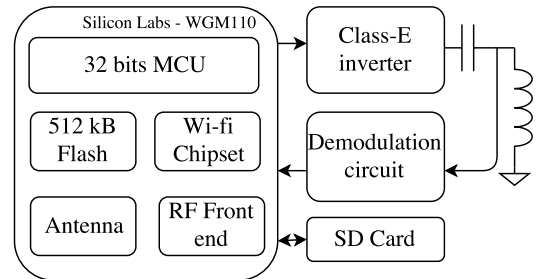 Silicon Labs - WGM110
32 bits MCU
512 kB
Flash
Wi-fi
Chipset
Antenna
RF Front
end
Class-E
inverter
Demodulation
circuit
SD Card